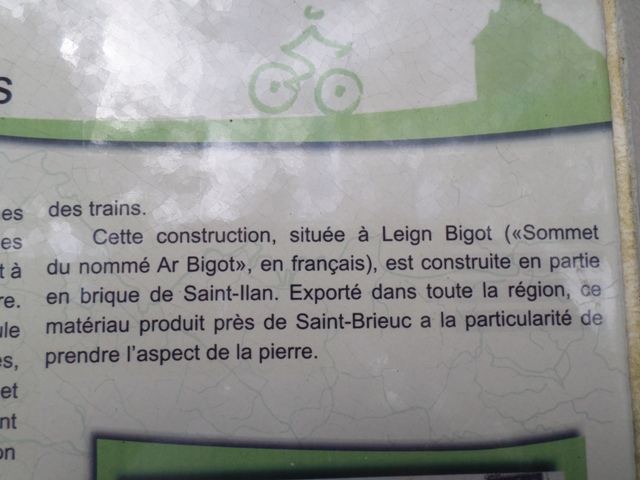 s
des trains.
Cette construction, située à Leign Bigot («Sommet
du nommé Ar Bigot», en français), est construite en partie
en brique de Saint-Ilan. Exporté dans toute la région, ce
matériau produit près de Saint-Brieuc a la particularité de
prendre l'aspect de la pierre.
es
es
t à
re.
ule
es,
et
nt
on